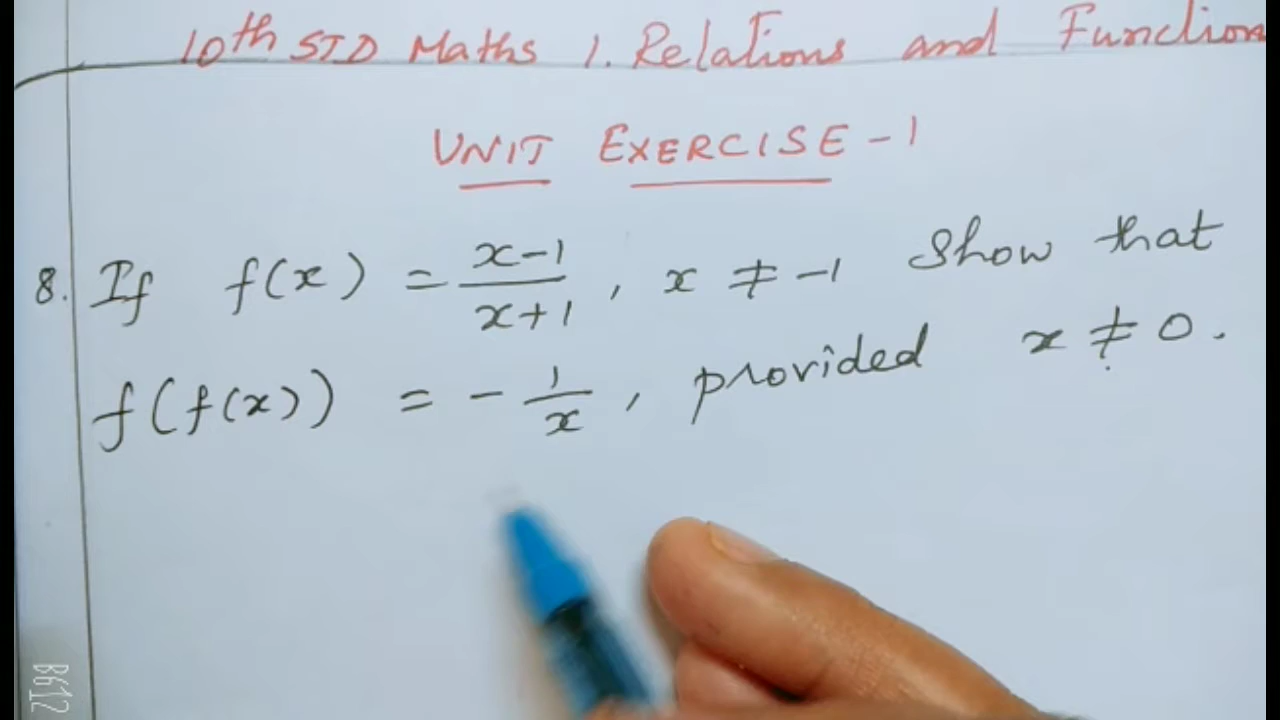 10th STD Maths 1. Relations and Function
UNIT EXERCISE - 1
8. If f(x) = x-1/x+1, x ≠ -1 Show that
f(f(x)) = - 1/x, provided x ≠ 0.
B612